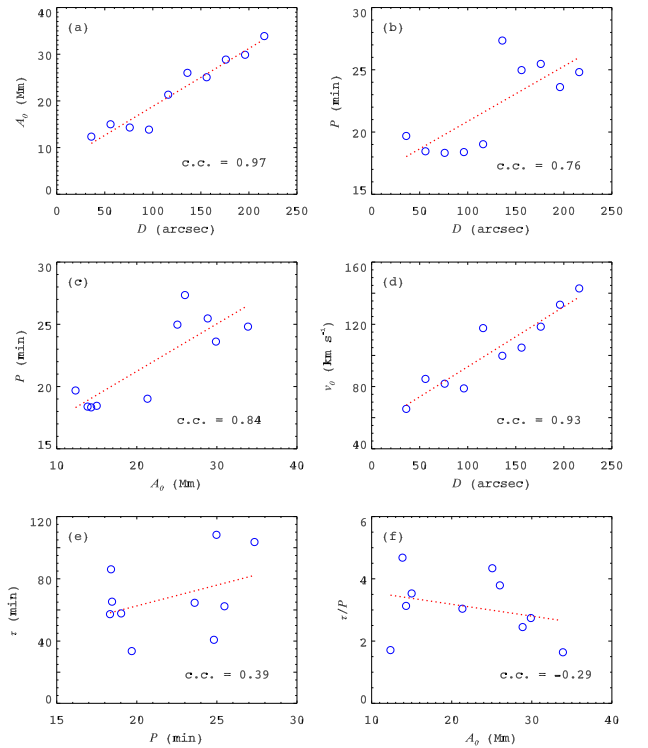 (a)
A₀ (Mm)
40
30
20
10
0
c.c. = 0.97
0 50 100 150 200 250
D (arcsec)
(b)
P (min)
30
25
20
15
c.c. = 0.76
0 50 100 150 200 250
D (arcsec)
(c)
P (min)
30
25
20
15
c.c. = 0.84
10 20 30 40
A₀ (Mm)
(d)
v₀ (km s⁻¹)
160
120
80
40
c.c. = 0.93
0 50 100 150 200 250
D (arcsec)
(e)
τ (min)
120
80
40
0
c.c. = 0.39
15 20 25 30
P (min)
(f)
τ/P
6
4
2
0
c.c. = -0.29
10 20 30 40
A₀ (Mm)